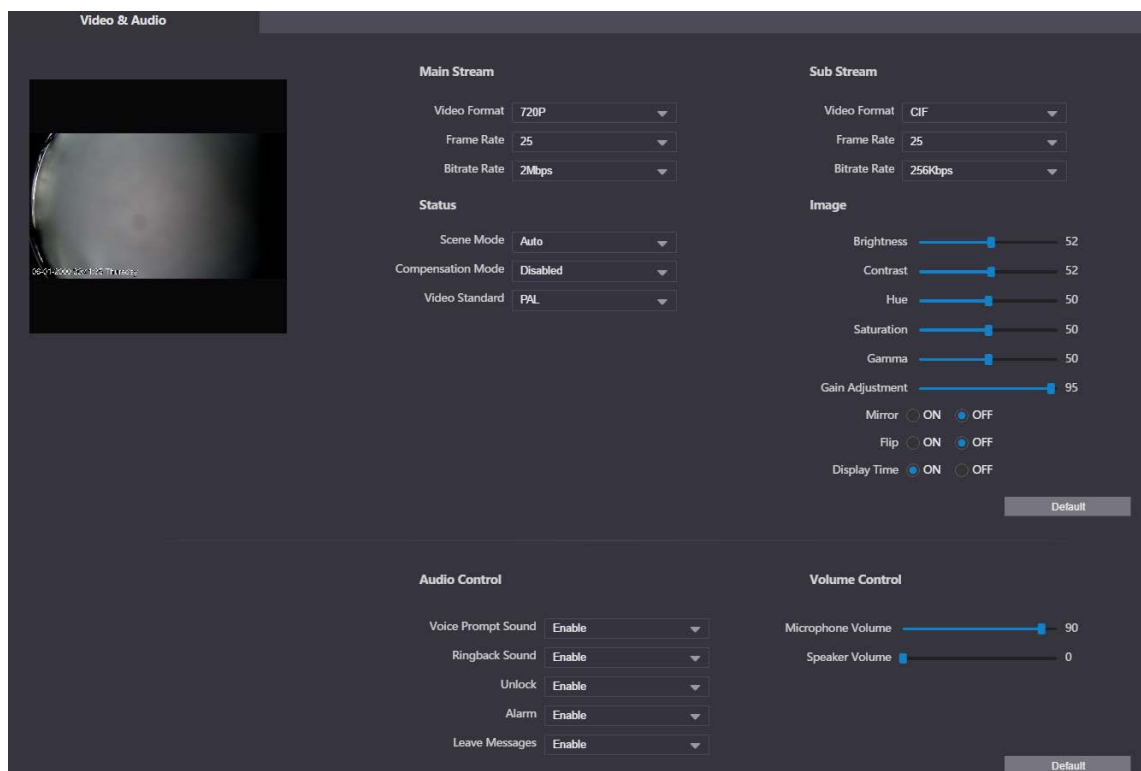 Video & Audio
Main Stream
Video Format 720P
Frame Rate 25
Bitrate Rate 2Mbps
Status
Scene Mode Auto
Compensation Mode Disabled
Video Standard PAL
Sub Stream
Video Format CIF
Frame Rate 25
Bitrate Rate 256Kbps
Image
Brightness 52
Contrast 52
Hue 50
Saturation 50
Gamma 50
Gain Adjustment 95
Mirror ON OFF
Flip ON OFF
Display Time ON OFF
Default
Audio Control
Voice Prompt Sound Enable
Ringback Sound Enable
Unlock Enable
Alarm Enable
Leave Messages Enable
Volume Control
Microphone Volume 90
Speaker Volume 0
Default